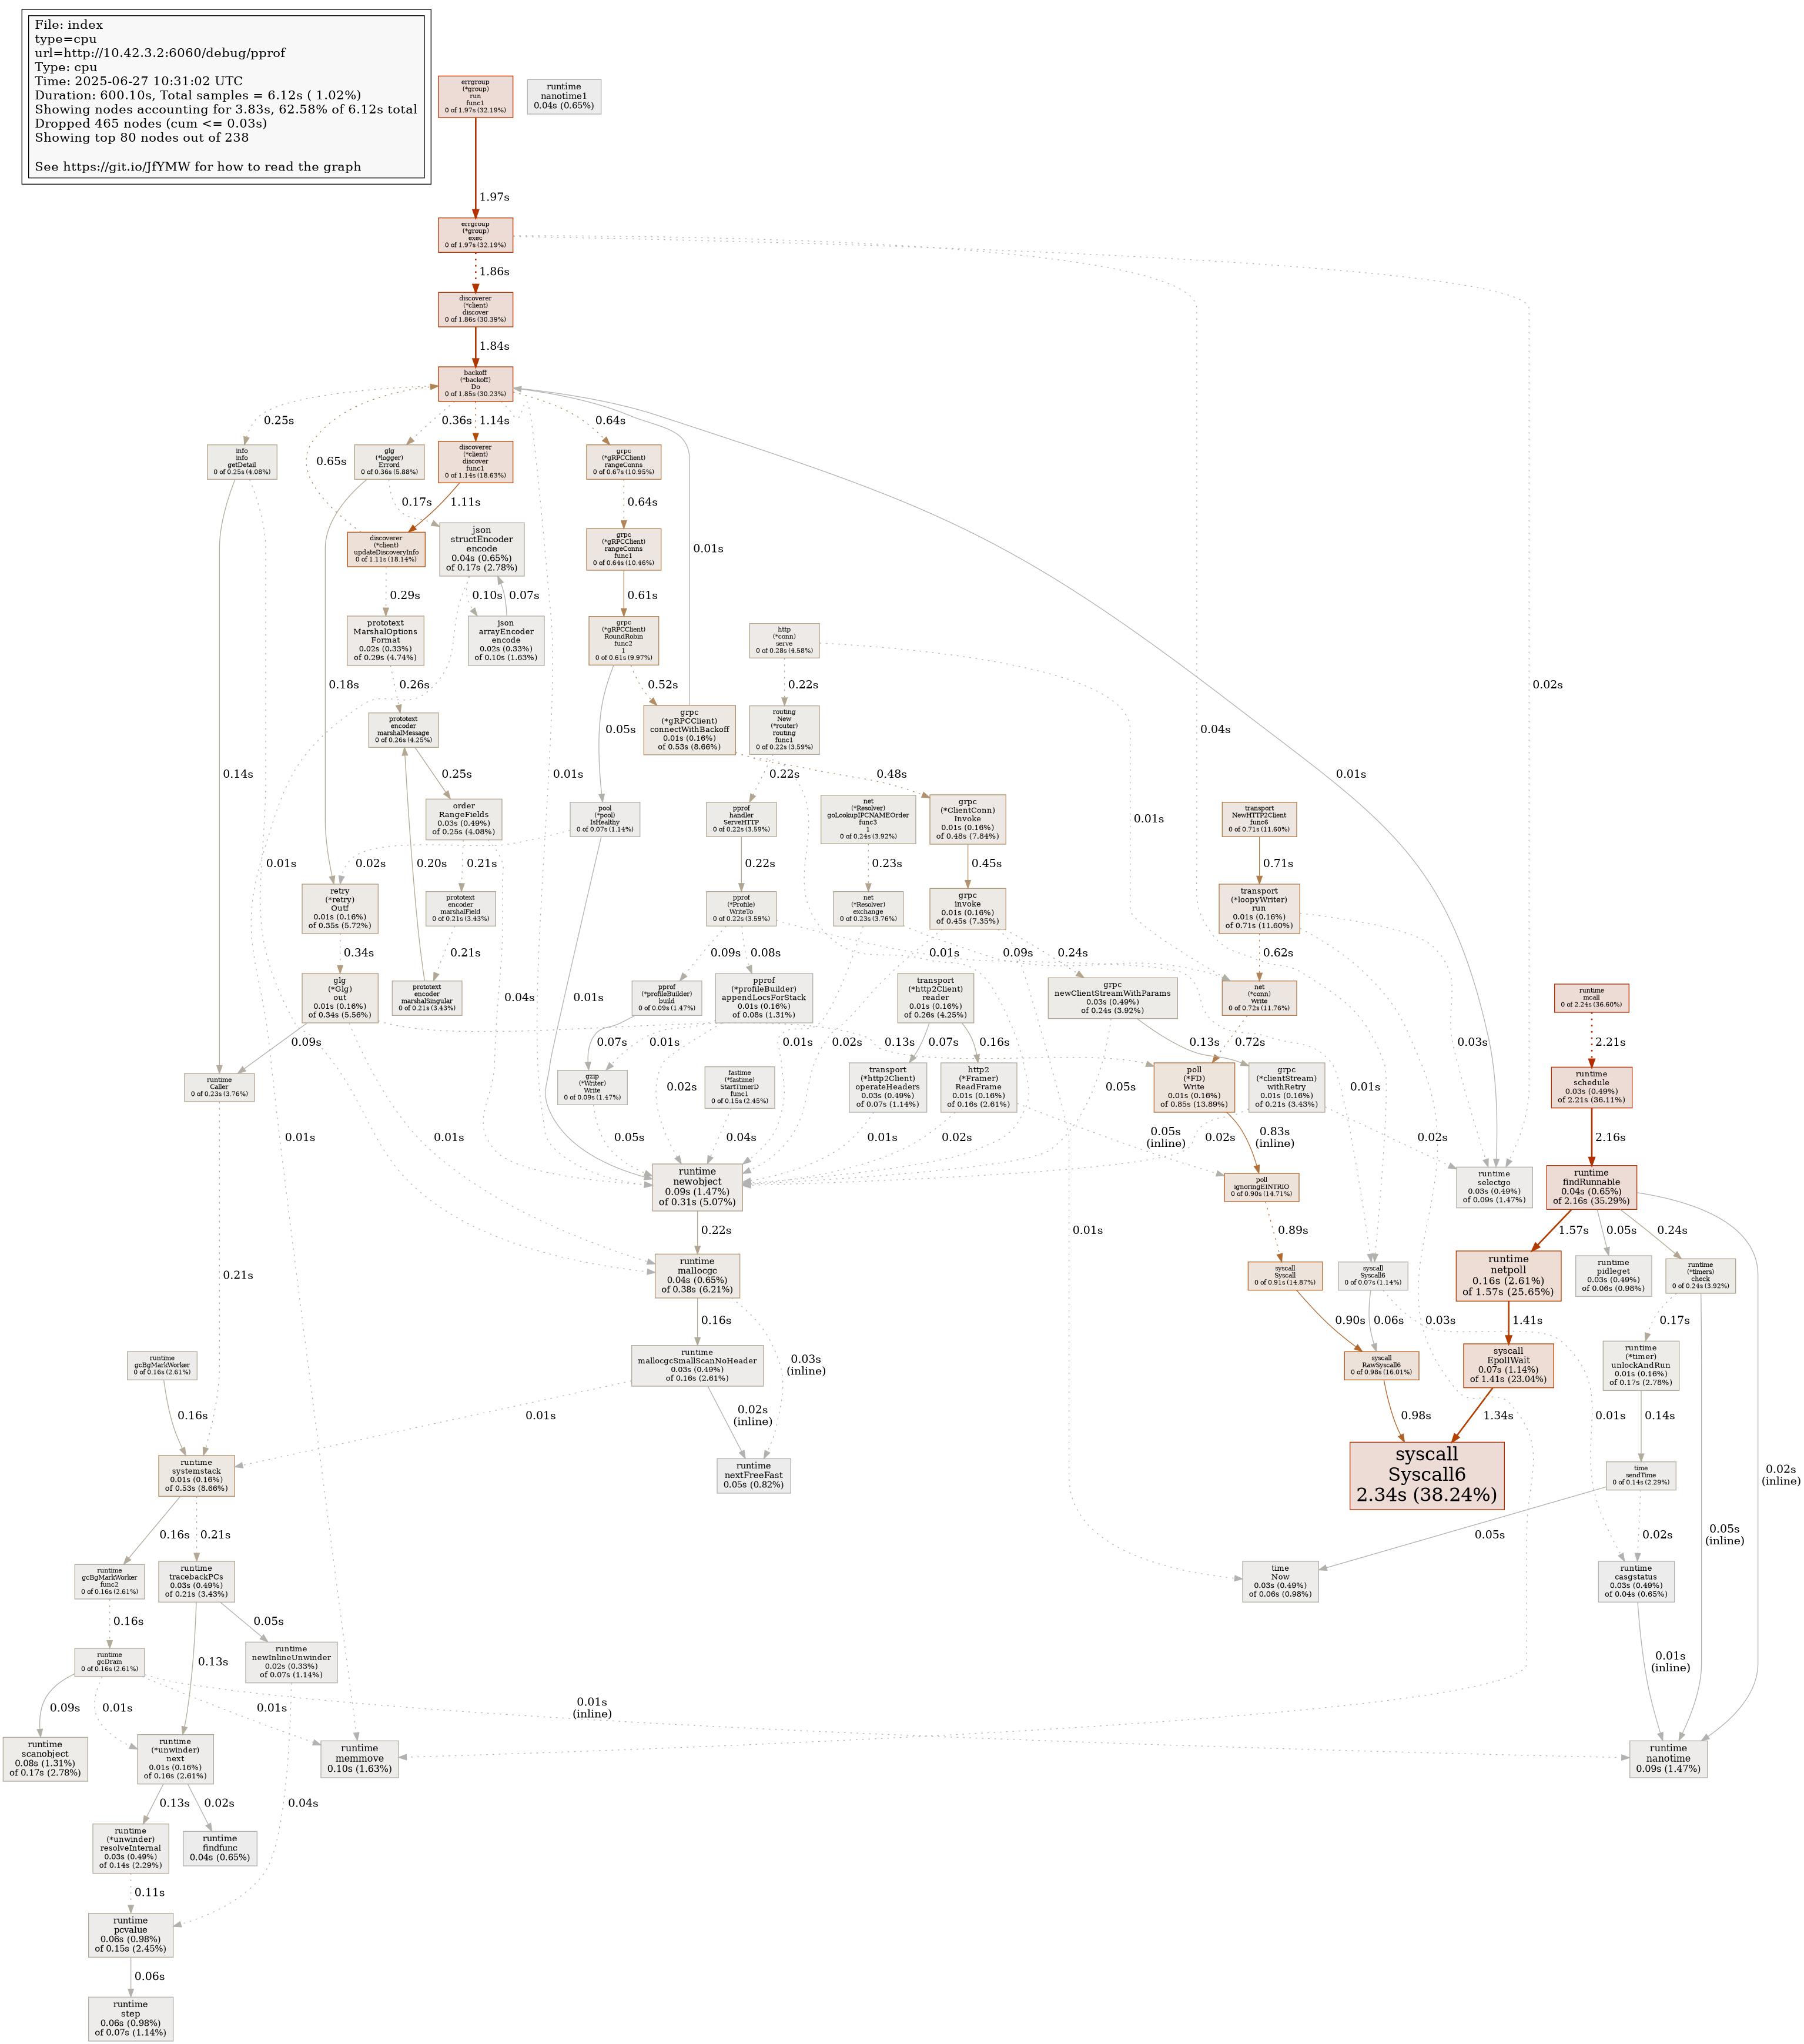 File: index
type=cpu
url=http://10.42.3.2:6060/debug/pprof
Type: cpu
Time: 2025-06-27 10:31:02 UTC
Duration: 600.10s, Total samples = 6.12s ( 1.02%)
Showing nodes accounting for 3.83s, 62.58% of 6.12s total
Dropped 465 nodes (cum <= 0.03s)
Showing top 80 nodes out of 238
See https://git.io/JfYMW for how to read the graph
errgroup
(*group)
run
func1
0 of 1.97s (32.19%)
runtime
nanotime1
0.04s (0.65%)
1.97s
errgroup
(*group)
exec
0 of 1.97s (32.19%)
1.86s
discoverer
(*client)
discover
0 of 1.86s (30.39%)
1.84s
backoff
(*backoff)
Do
0 of 1.85s (30.23%)
0.25s
0.36s
1.14s
0.64s
info
info
getDetail
0 of 0.25s (4.08%)
glg
(*logger)
Errord
0 of 0.36s (5.88%)
discoverer
(*client)
discover
func1
0 of 1.14s (18.63%)
grpc
(*gRPCClient)
rangeConns
0 of 0.67s (10.95%)
0.65s
0.17s
1.11s
0.64s
discoverer
(*client)
updateDiscoveryInfo
0 of 1.11s (18.14%)
json
structEncoder
encode
0.04s (0.65%)
of 0.17s (2.78%)
grpc
(*gRPCClient)
rangeConns
func1
0 of 0.64s (10.46%)
0.01s
0.29s
0.10s
0.07s
0.61s
prototext
MarshalOptions
Format
0.02s (0.33%)
of 0.29s (4.74%)
json
arrayEncoder
encode
0.02s (0.33%)
of 0.10s (1.63%)
grpc
(*gRPCClient)
RoundRobin
func2
1
0 of 0.61s (9.97%)
http
(*conn)
serve
0 of 0.28s (4.58%)
0.18s
0.26s
0.52s
0.22s
0.02s
prototext
encoder
marshalMessage
0 of 0.26s (4.25%)
grpc
(*gRPCClient)
connectWithBackoff
0.01s (0.16%)
of 0.53s (8.66%)
routing
New
(*router)
routing
func1
0 of 0.22s (3.59%)
0.05s
0.04s
0.14s
0.25s
0.01s
0.22s
0.48s
0.01s
order
RangeFields
0.03s (0.49%)
of 0.25s (4.08%)
pool
(*pool)
IsHealthy
0 of 0.07s (1.14%)
pprof
handler
ServeHTTP
0 of 0.22s (3.59%)
net
(*Resolver)
goLookupIPCNAMEOrder
func3
1
0 of 0.24s (3.92%)
grpc
(*ClientConn)
Invoke
0.01s (0.16%)
of 0.48s (7.84%)
transport
NewHTTP2Client
func6
0 of 0.71s (11.60%)
0.01s
0.01s
0.02s
0.20s
0.21s
0.22s
0.23s
0.45s
0.71s
retry
(*retry)
Outf
0.01s (0.16%)
of 0.35s (5.72%)
prototext
encoder
marshalField
0 of 0.21s (3.43%)
pprof
(*Profile)
WriteTo
0 of 0.22s (3.59%)
net
(*Resolver)
exchange
0 of 0.23s (3.76%)
grpc
invoke
0.01s (0.16%)
of 0.45s (7.35%)
transport
(*loopyWriter)
run
0.01s (0.16%)
of 0.71s (11.60%)
0.34s
0.21s
0.09s
0.08s
0.01s
0.09s
0.24s
0.62s
glg
(*Glg)
out
0.01s (0.16%)
of 0.34s (5.56%)
prototext
encoder
marshalSingular
0 of 0.21s (3.43%)
0.04s
0.01s
pprof
(*profileBuilder)
build
0 of 0.09s (1.47%)
pprof
(*profileBuilder)
appendLocsForStack
0.01s (0.16%)
of 0.08s (1.31%)
transport
(*http2Client)
reader
0.01s (0.16%)
of 0.26s (4.25%)
grpc
newClientStreamWithParams
0.03s (0.49%)
of 0.24s (3.92%)
net
(*conn)
Write
0 of 0.72s (11.76%)
runtime
mcall
0 of 2.24s (36.60%)
0.09s
0.07s
0.01s
0.01s
0.02s
0.13s
0.07s
0.16s
0.13s
0.72s
0.03s
2.21s
runtime
Caller
0 of 0.23s (3.76%)
gzip
(*Writer)
Write
0 of 0.09s (1.47%)
fastime
(*fastime)
StartTimerD
func1
0 of 0.15s (2.45%)
transport
(*http2Client)
operateHeaders
0.03s (0.49%)
of 0.07s (1.14%)
http2
(*Framer)
ReadFrame
0.01s (0.16%)
of 0.16s (2.61%)
poll
(*FD)
Write
0.01s (0.16%)
of 0.85s (13.89%)
grpc
(*clientStream)
withRetry
0.01s (0.16%)
of 0.21s (3.43%)
runtime
schedule
0.03s (0.49%)
of 2.21s (36.11%)
0.02s
0.05s
0.01s
0.01s
0.01s
0.05s
0.04s
0.01s
0.02s
0.05s
(inline)
0.02s
0.83s
(inline)
0.02s
2.16s
runtime
newobject
0.09s (1.47%)
of 0.31s (5.07%)
poll
ignoringEINTRIO
0 of 0.90s (14.71%)
runtime
selectgo
0.03s (0.49%)
of 0.09s (1.47%)
runtime
findRunnable
0.04s (0.65%)
of 2.16s (35.29%)
0.22s
0.01s
0.89s
1.57s
0.05s
0.24s
runtime
mallocgc
0.04s (0.65%)
of 0.38s (6.21%)
syscall
Syscall
0 of 0.91s (14.87%)
syscall
Syscall6
0 of 0.07s (1.14%)
runtime
netpoll
0.16s (2.61%)
of 1.57s (25.65%)
runtime
pidleget
0.03s (0.49%)
of 0.06s (0.98%)
runtime
(*timers)
check
0 of 0.24s (3.92%)
0.21s
0.16s
0.03s
(inline)
0.90s
0.06s
0.03s
1.41s
0.17s
runtime
gcBgMarkWorker
0 of 0.16s (2.61%)
runtime
mallocgcSmallScanNoHeader
0.03s (0.49%)
of 0.16s (2.61%)
syscall
RawSyscall6
0 of 0.98s (16.01%)
syscall
EpollWait
0.07s (1.14%)
of 1.41s (23.04%)
runtime
(*timer)
unlockAndRun
0.01s (0.16%)
of 0.17s (2.78%)
0.16s
0.01s
0.02s
(inline)
0.98s
1.34s
0.01s
0.14s
runtime
systemstack
0.01s (0.16%)
of 0.53s (8.66%)
runtime
nextFreeFast
0.05s (0.82%)
syscall
Syscall6
2.34s (38.24%)
time
sendTime
0 of 0.14s (2.29%)
0.02s
(inline)
0.16s
0.21s
0.05s
0.02s
0.05s
(inline)
runtime
gcBgMarkWorker
func2
0 of 0.16s (2.61%)
runtime
tracebackPCs
0.03s (0.49%)
of 0.21s (3.43%)
time
Now
0.03s (0.49%)
of 0.06s (0.98%)
runtime
casgstatus
0.03s (0.49%)
of 0.04s (0.65%)
0.16s
0.13s
0.05s
0.01s
(inline)
runtime
gcDrain
0 of 0.16s (2.61%)
runtime
newInlineUnwinder
0.02s (0.33%)
of 0.07s (1.14%)
0.09s
0.01s
0.01s
0.01s
(inline)
runtime
scanobject
0.08s (1.31%)
of 0.17s (2.78%)
runtime
(*unwinder)
next
0.01s (0.16%)
of 0.16s (2.61%)
runtime
memmove
0.10s (1.63%)
runtime
nanotime
0.09s (1.47%)
0.13s
0.02s
0.04s
runtime
(*unwinder)
resolveInternal
0.03s (0.49%)
of 0.14s (2.29%)
runtime
findfunc
0.04s (0.65%)
0.11s
runtime
pcvalue
0.06s (0.98%)
of 0.15s (2.45%)
0.06s
runtime
step
0.06s (0.98%)
of 0.07s (1.14%)